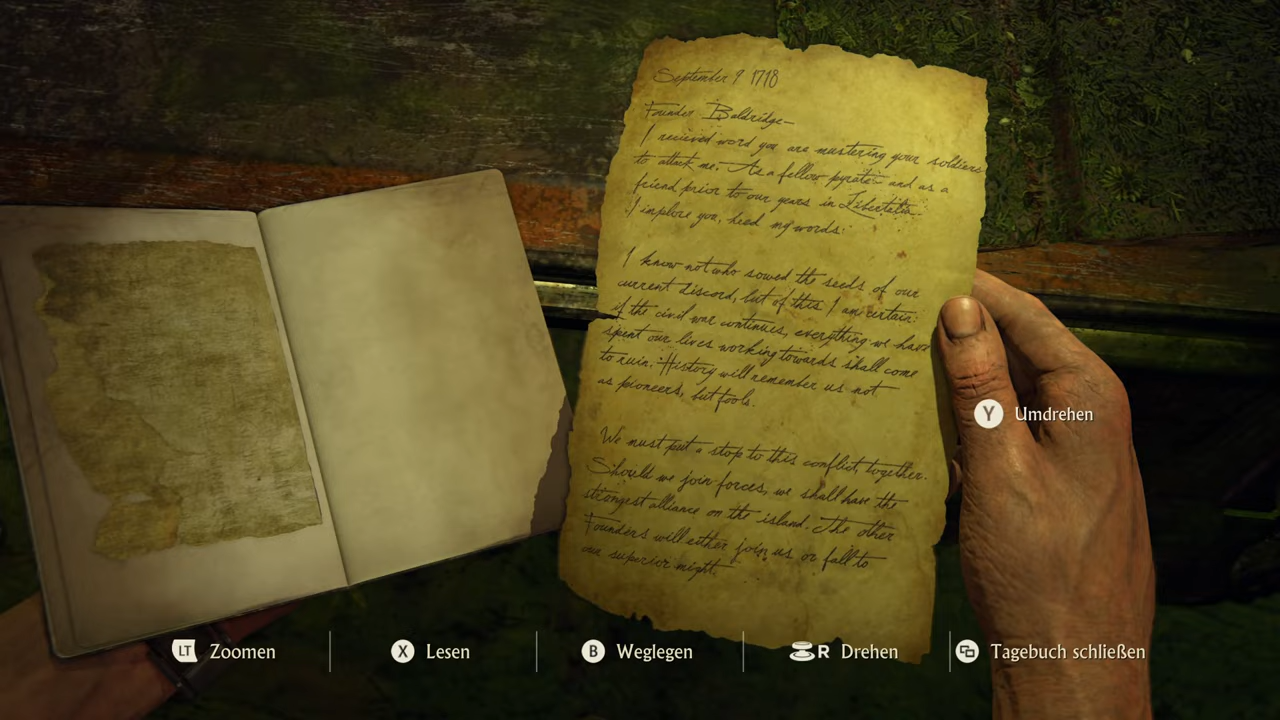 September 9 1718
Founder Baldridge—
I recieved word you are mustering your soldiers
to attack me. As a fellow pyrate— and as a
friend prior to our years in Libertalia—
I implore you, heed my words:
I know not who sowed the seeds of our
current discord, but of this I am certain:
if the civil war continues, everything we have
spent our lives working towards shall come
to ruin. History will remember us not
as pioneers, but fools.
We must put a stop to this conflict together.
Should we join forces, we shall have the
strongest alliance on the island. The other
Founders will either join us or fall to
our superior might.
Y Umdrehen
LT Zoomen
X Lesen
B Weglegen
R Drehen
Tagebuch schließen